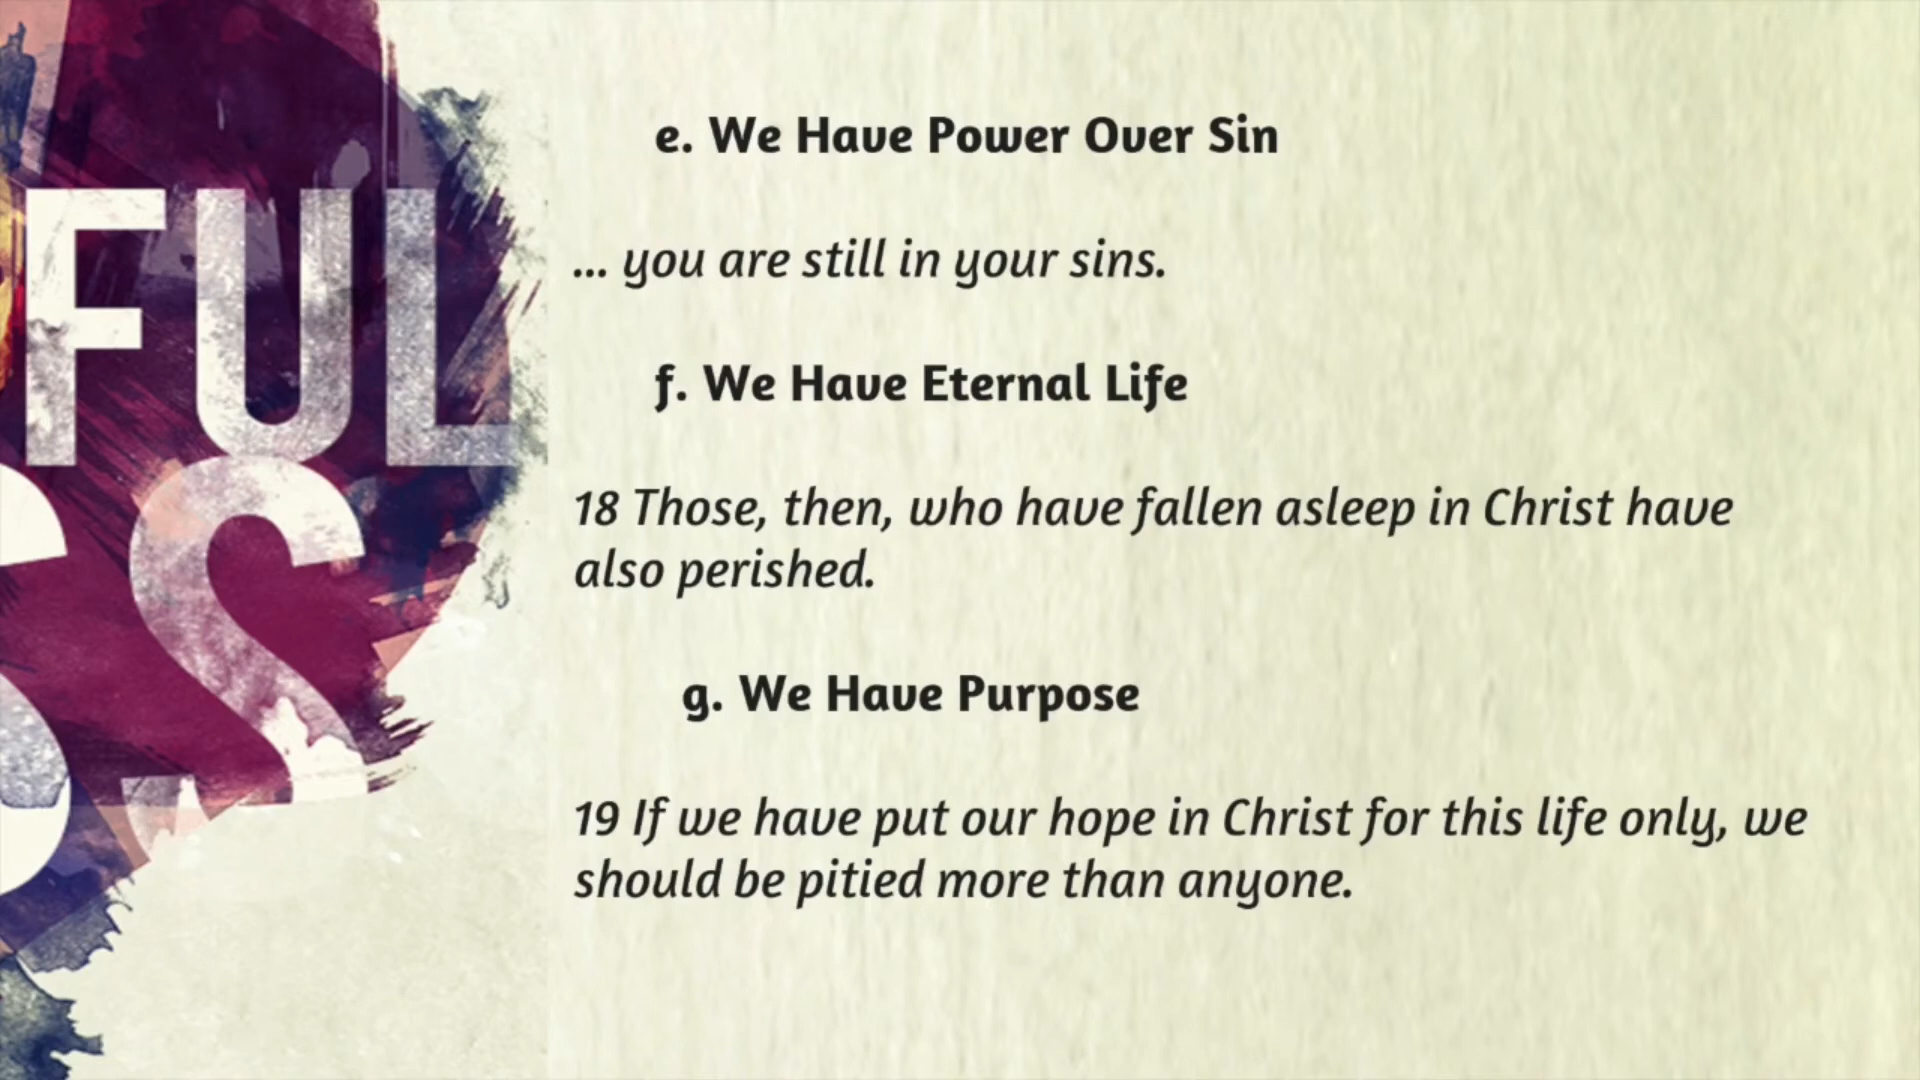 FUL
SS
e. We Have Power Over Sin
... you are still in your sins.
f. We Have Eternal Life
18 Those, then, who have fallen asleep in Christ have
also perished.
g. We Have Purpose
19 If we have put our hope in Christ for this life only, we
should be pitied more than anyone.